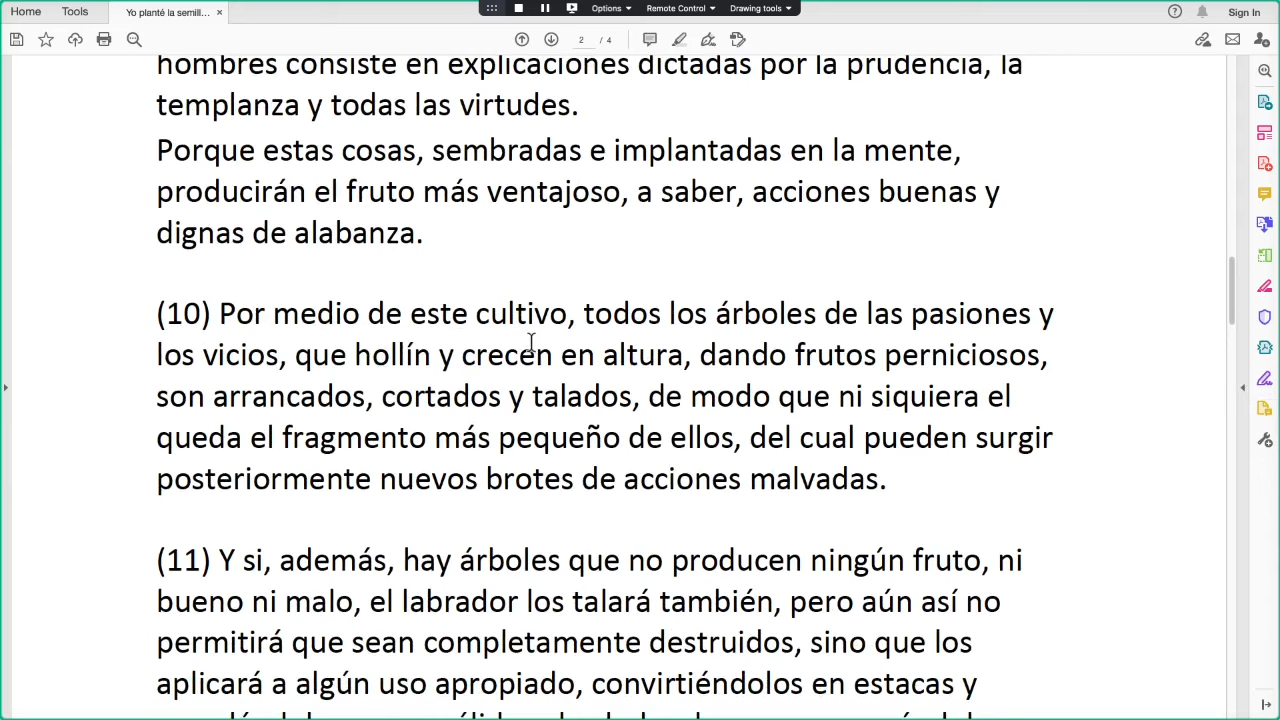 Home Tools Yo planté la semill... × Options Remote Control Drawing tools Sign In
2 / 4
hombres consiste en explicaciones dictadas por la prudencia, la
templanza y todas las virtudes.
Porque estas cosas, sembradas e implantadas en la mente,
producirán el fruto más ventajoso, a saber, acciones buenas y
dignas de alabanza.
(10) Por medio de este cultivo, todos los árboles de las pasiones y
los vicios, que hollín y crecen en altura, dando frutos perniciosos,
son arrancados, cortados y talados, de modo que ni siquiera el
queda el fragmento más pequeño de ellos, del cual pueden surgir
posteriormente nuevos brotes de acciones malvadas.
(11) Y si, además, hay árboles que no producen ningún fruto, ni
bueno ni malo, el labrador los talará también, pero aún así no
permitirá que sean completamente destruidos, sino que los
aplicará a algún uso apropiado, convirtiéndolos en estacas y